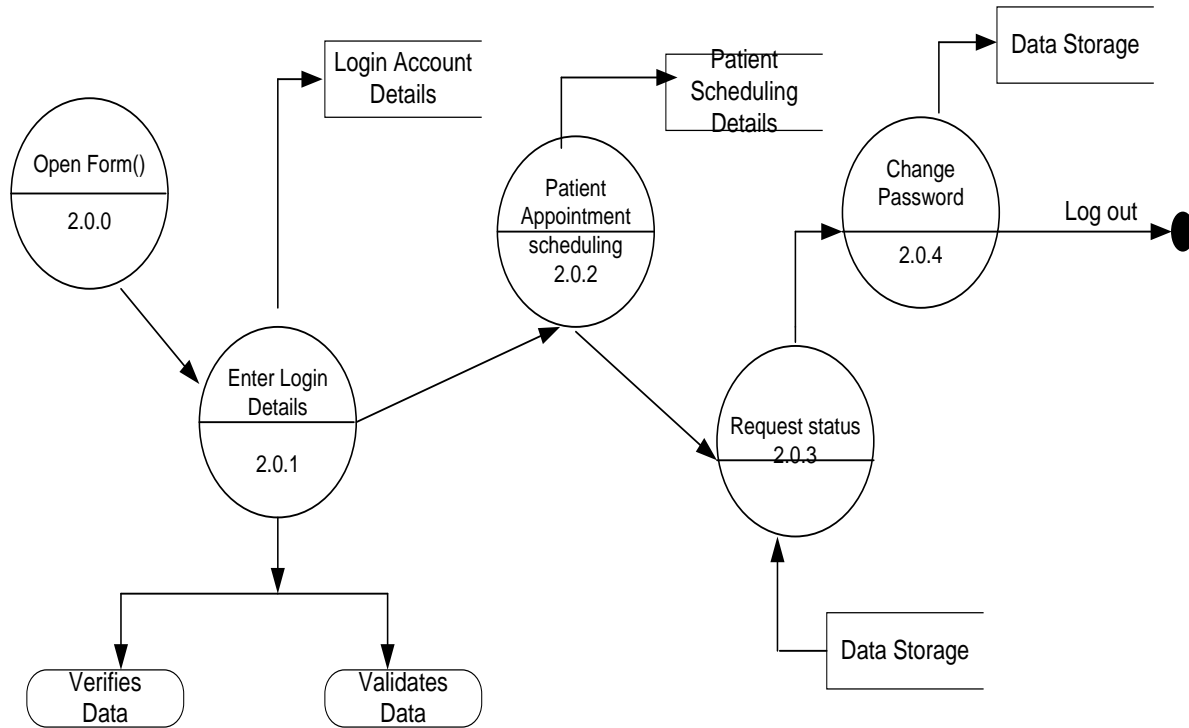 Open Form()
2.0.0
Login Account
Details
Enter Login
Details
2.0.1
Verifies
Data
Validates
Data
Patient
Scheduling
Details
Patient
Appointment
scheduling
2.0.2
Request status
2.0.3
Data Storage
Data Storage
Change
Password
2.0.4
Log out